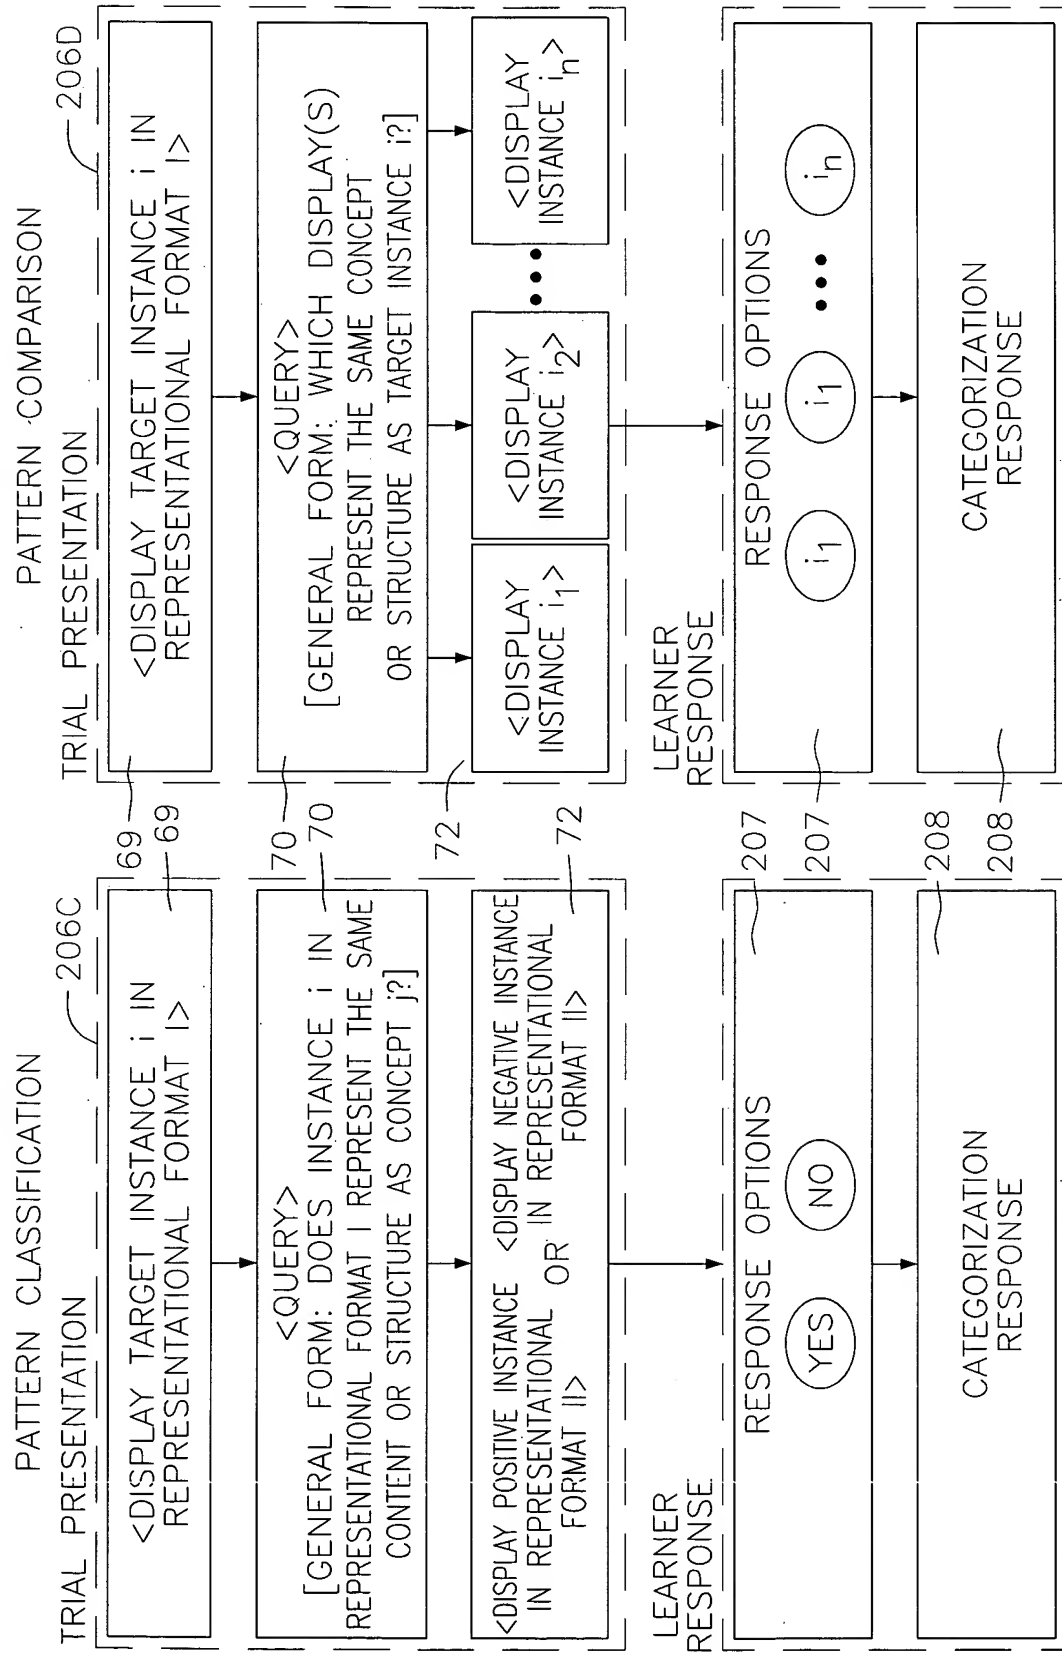 PATTERN CLASSIFICATION
TRIAL PRESENTATION
206C
<DISPLAY TARGET INSTANCE i IN
REPRESENTATIONAL FORMAT I>
69
<QUERY>
[GENERAL FORM: DOES INSTANCE i IN
REPRESENTATIONAL FORMAT I REPRESENT THE SAME
CONTENT OR STRUCTURE AS CONCEPT j?]
70
<DISPLAY POSITIVE INSTANCE
IN REPRESENTATIONAL
FORMAT II>
OR
<DISPLAY NEGATIVE INSTANCE
IN REPRESENTATIONAL
FORMAT II>
72
LEARNER
RESPONSE
RESPONSE OPTIONS
YES
NO
207
CATEGORIZATION
RESPONSE
208
PATTERN COMPARISON
TRIAL PRESENTATION
206D
69
<DISPLAY TARGET INSTANCE i IN
REPRESENTATIONAL FORMAT I>
70
<QUERY>
[GENERAL FORM: WHICH DISPLAY(S)
REPRESENT THE SAME CONCEPT
OR STRUCTURE AS TARGET INSTANCE i?]
72
<DISPLAY
INSTANCE i1>
<DISPLAY
INSTANCE i2>
•••
<DISPLAY
INSTANCE in>
LEARNER
RESPONSE
207
RESPONSE OPTIONS
i1
i1
•••
in
208
CATEGORIZATION
RESPONSE